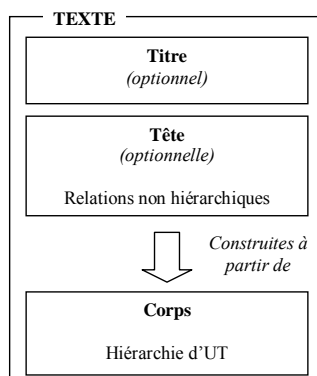 TEXTE
Titre
(optionnel)
Tête
(optionnelle)
Relations non hiérarchiques
Construites à
partir de
Corps
Hiérarchie d'UT